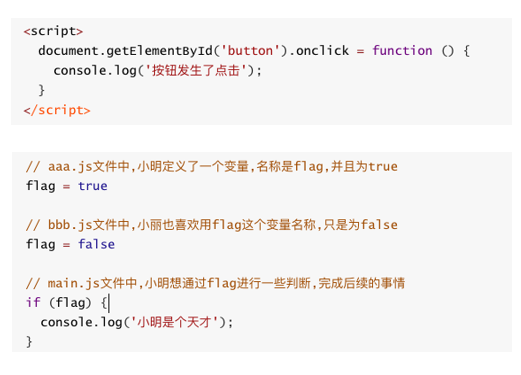 <script>
document.getElementById('button').onclick = function () {
console.log('按钮发生了点击');
}
</script>
// aaa.js文件中,小明定义了一个变量,名称是flag,并且为true
flag = true
// bbb.js文件中,小丽也喜欢用flag这个变量名称,只是为false
flag = false
// main.js文件中,小明想通过flag进行一些判断,完成后续的事情
if (flag) {
console.log('小明是个天才');
}